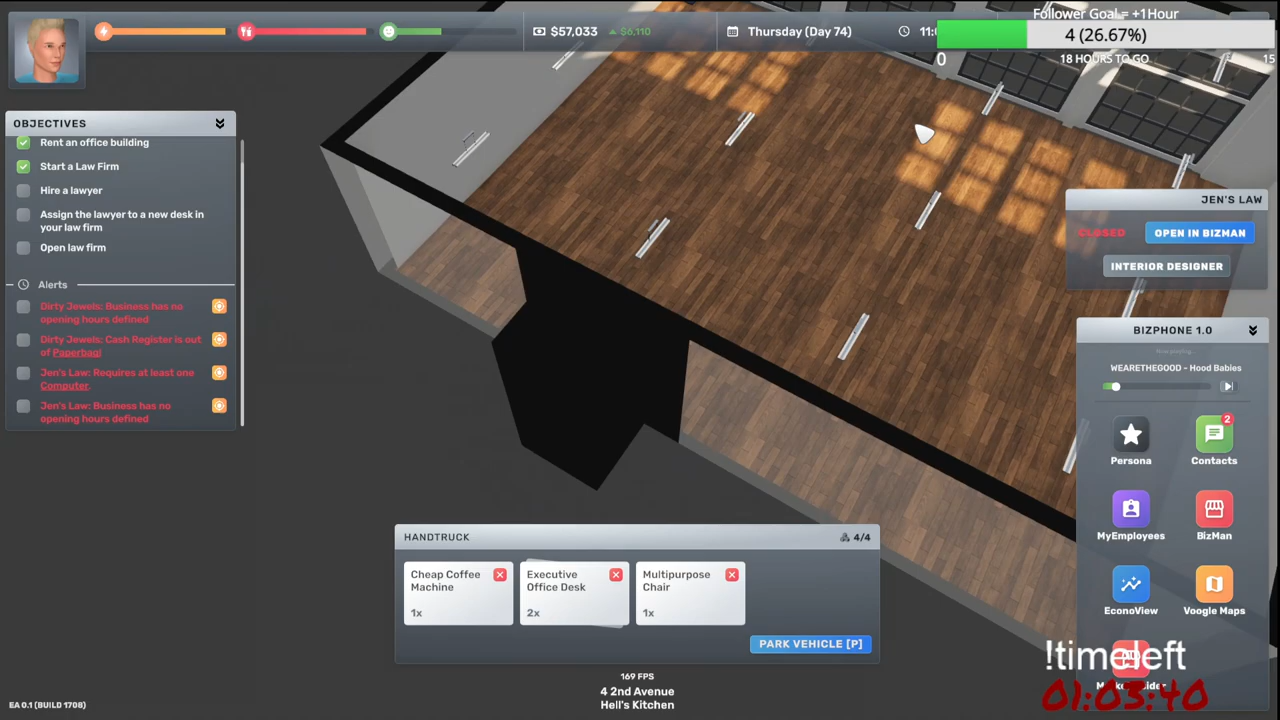 $57,033
$6,110
Thursday (Day 74)
11:0
Follower Goal = +1Hour
4 (26.67%)
0
18 HOURS TO GO
15
OBJECTIVES
Rent an office building
Start a Law Firm
Hire a lawyer
Assign the lawyer to a new desk in
your law firm
Open law firm
Alerts
Dirty Jewels: Business has no
opening hours defined
Dirty Jewels: Cash Register is out
of Paperbag!
Jen's Law: Requires at least one
Computer.
Jen's Law: Business has no
opening hours defined
JEN'S LAW
CLOSED
OPEN IN BIZMAN
INTERIOR DESIGNER
BIZPHONE 1.0
Now playing...
WEARETHEGOOD - Hood Babies
Persona
2
Contacts
MyEmployees
BizMan
EconoView
Voogle Maps
HANDTRUCK
4/4
Cheap Coffee
Machine
1x
Executive
Office Desk
2x
Multipurpose
Chair
1x
PARK VEHICLE [P]
169 FPS
4 2nd Avenue
Hell's Kitchen
!timeleft
01:03:40
EA 0.1 (BUILD 1708)